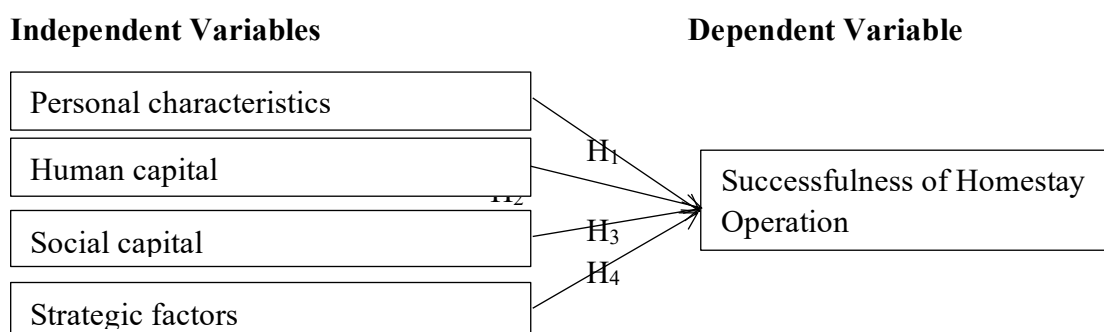 Independent Variables
Dependent Variable
Personal characteristics
H₁
Human capital
H₂
Successfulness of Homestay
Operation
Social capital
H₃
H₄
Strategic factors